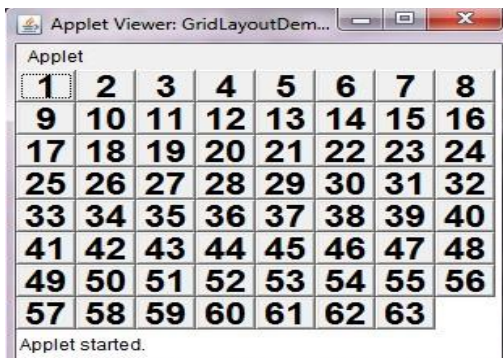 Applet Viewer: GridLayoutDem...
Applet
1 2 3 4 5 6 7 8
9 10 11 12 13 14 15 16
17 18 19 20 21 22 23 24
25 26 27 28 29 30 31 32
33 34 35 36 37 38 39 40
41 42 43 44 45 46 47 48
49 50 51 52 53 54 55 56
57 58 59 60 61 62 63
Applet started.